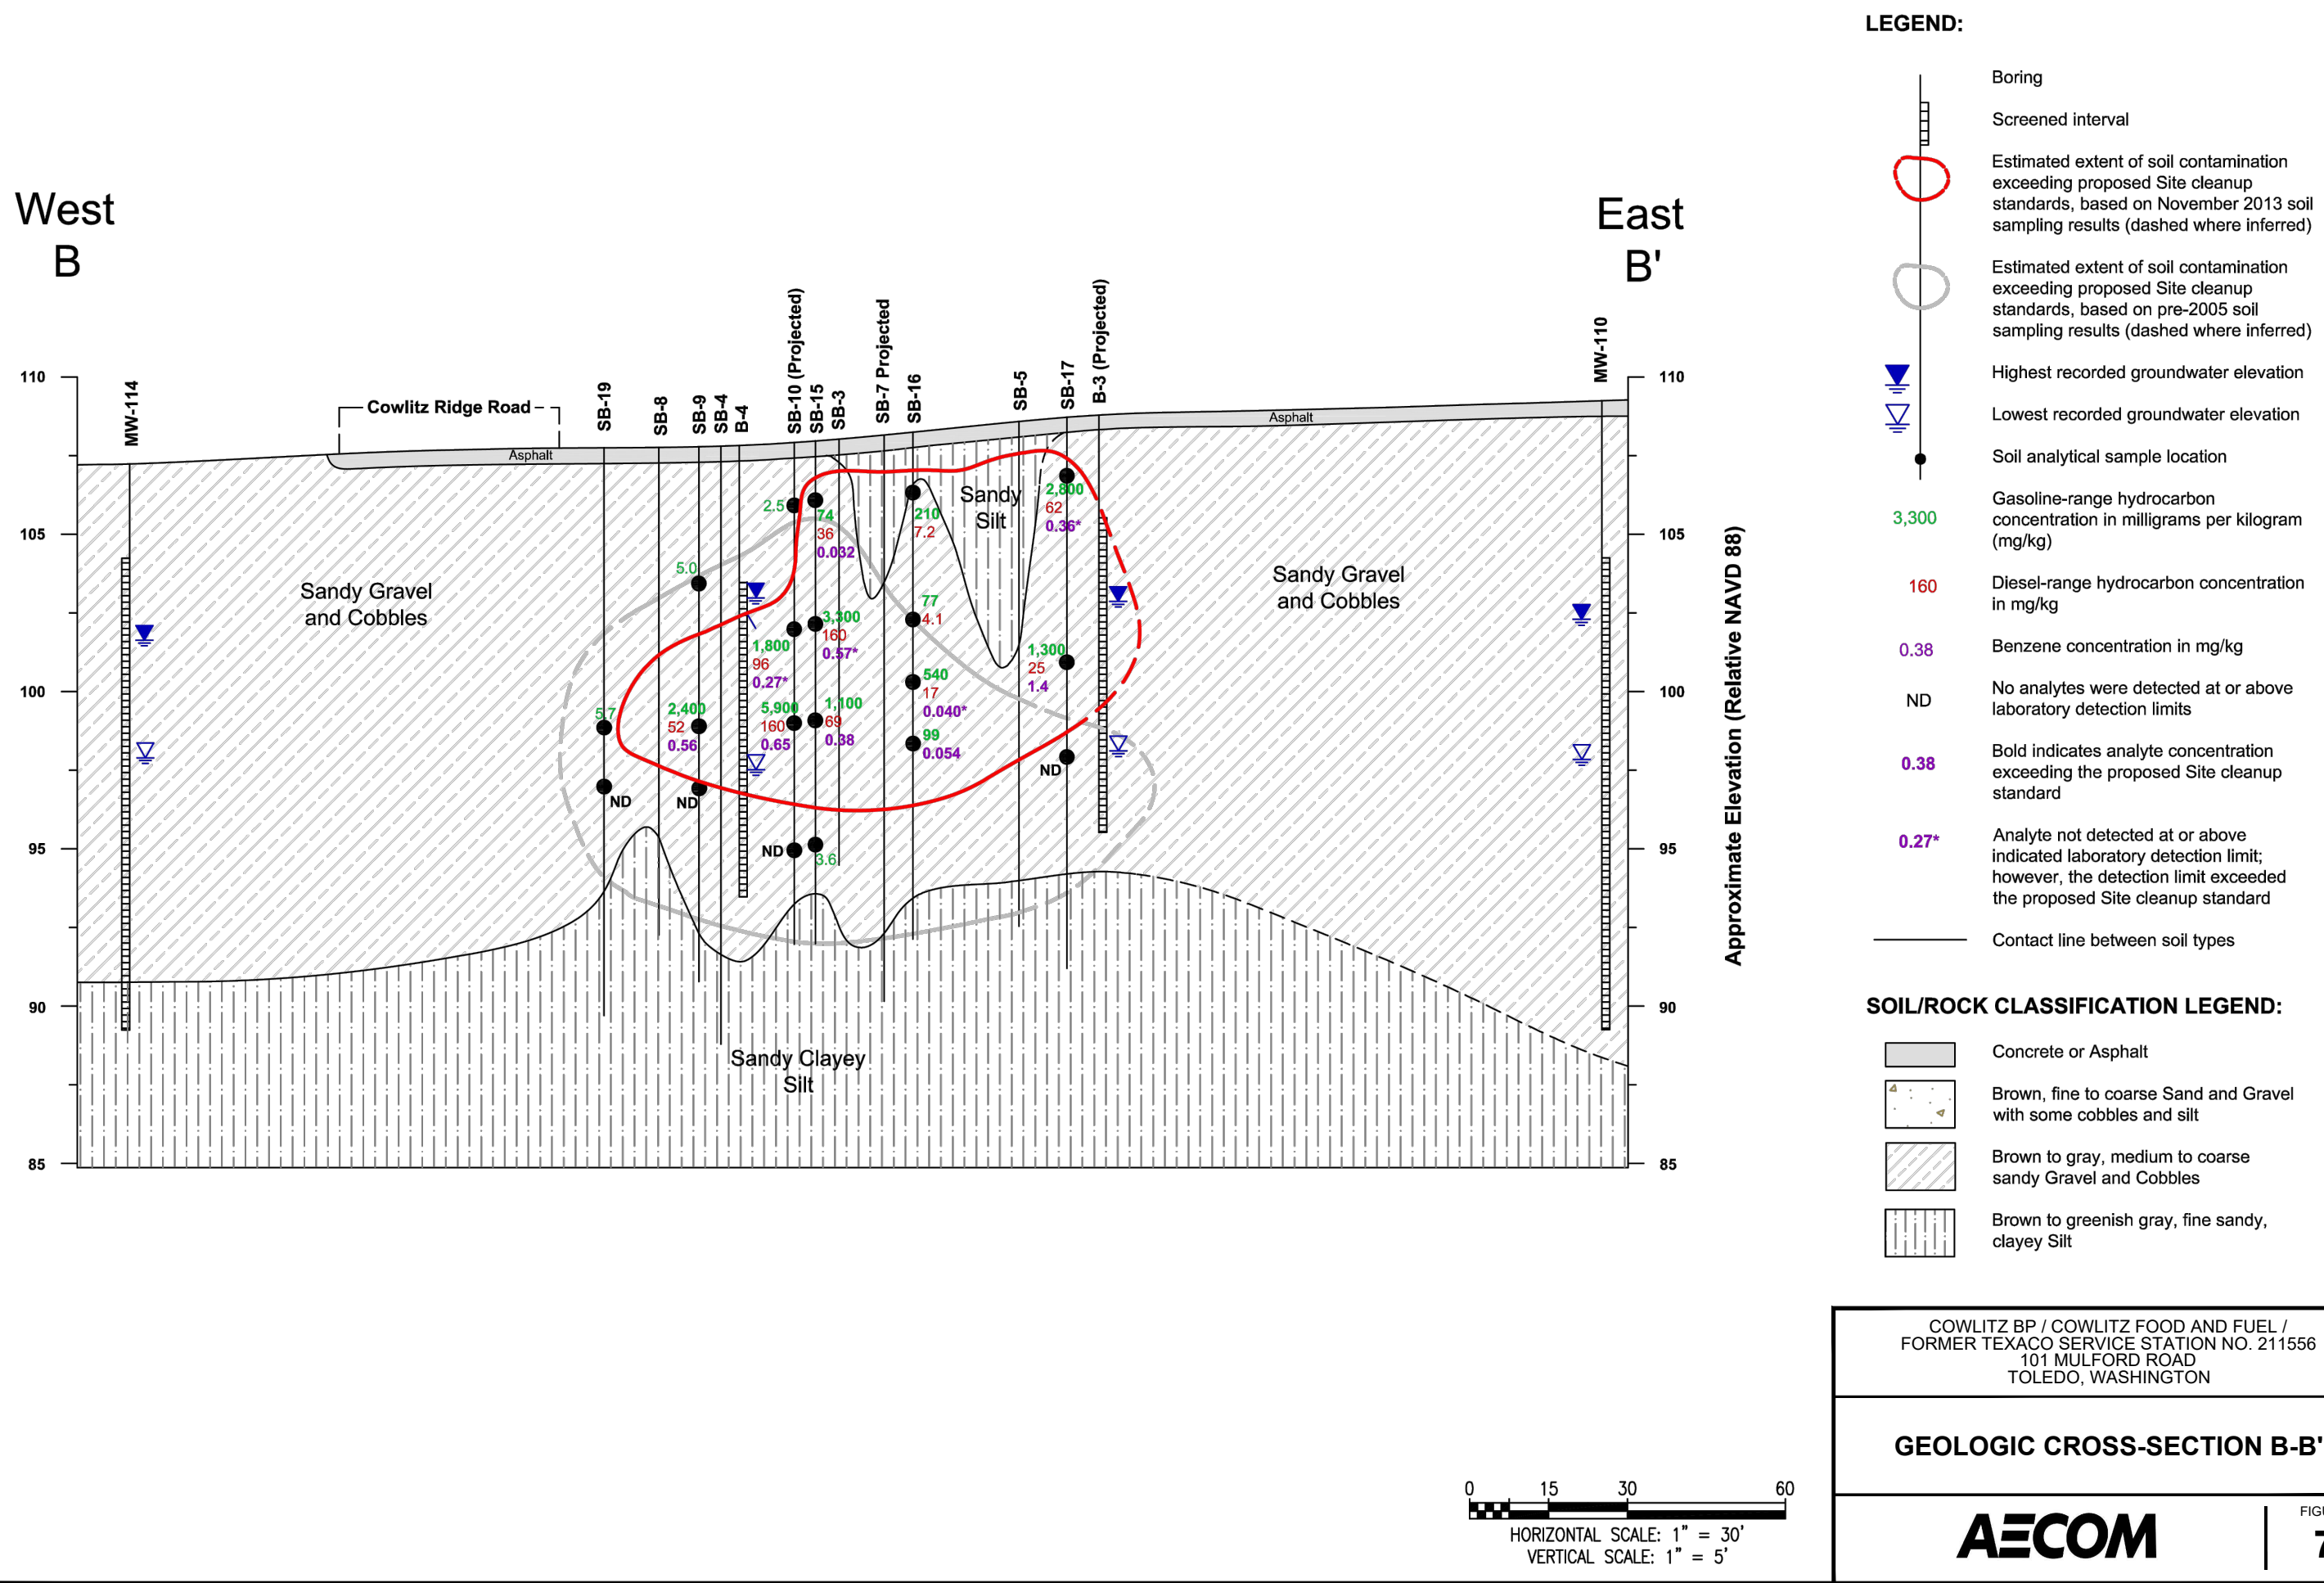 LEGEND:
Boring
Screened interval
Estimated extent of soil contamination
exceeding proposed Site cleanup
standards, based on November 2013 soil
sampling results (dashed where inferred)
Estimated extent of soil contamination
exceeding proposed Site cleanup
standards, based on pre-2005 soil
sampling results (dashed where inferred)
Highest recorded groundwater elevation
Lowest recorded groundwater elevation
Soil analytical sample location
3,300
Gasoline-range hydrocarbon
concentration in milligrams per kilogram
(mg/kg)
160
Diesel-range hydrocarbon concentration
in mg/kg
0.38
Benzene concentration in mg/kg
ND
No analytes were detected at or above
laboratory detection limits
0.38
Bold indicates analyte concentration
exceeding the proposed Site cleanup
standard
0.27*
Analyte not detected at or above
indicated laboratory detection limit;
however, the detection limit exceeded
the proposed Site cleanup standard
Contact line between soil types
SOIL/ROCK CLASSIFICATION LEGEND:
Concrete or Asphalt
Brown, fine to coarse Sand and Gravel
with some cobbles and silt
Brown to gray, medium to coarse
sandy Gravel and Cobbles
Brown to greenish gray, fine sandy,
clayey Silt
West
B
East
B'
110
105
100
95
90
85
110
105
100
95
90
85
Approximate Elevation (Relative NAVD 88)
MW-114
Cowlitz Ridge Road
SB-19
SB-8
SB-9
SB-4
B-4
SB-10 (Projected)
SB-15
SB-3
SB-7 Projected
SB-16
SB-5
SB-17
B-3 (Projected)
MW-110
Asphalt
Asphalt
Sandy Gravel
and Cobbles
Sandy
Silt
Sandy Gravel
and Cobbles
Sandy Clayey
Silt
5.7
ND
5.0
2,400
52
0.56
ND
2.5
1,800
96
0.27*
5,900
160
0.65
ND
74
36
0.032
3,300
160
0.57*
1,100
69
0.38
3.6
210
7.2
77
4.1
540
17
0.040*
99
0.054
2,800
62
0.36*
1,300
25
1.4
ND
0 15 30 60
HORIZONTAL SCALE: 1" = 30'
VERTICAL SCALE: 1" = 5'
COWLITZ BP / COWLITZ FOOD AND FUEL /
FORMER TEXACO SERVICE STATION NO. 211556
101 MULFORD ROAD
TOLEDO, WASHINGTON
GEOLOGIC CROSS-SECTION B-B'
AECOM